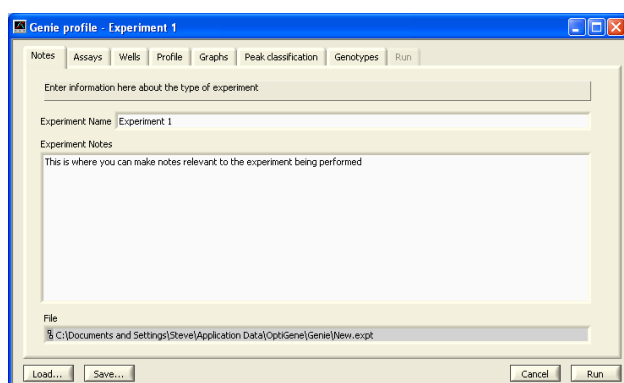 Genie profile - Experiment 1
Notes Assays Wells Profile Graphs Peak classification Genotypes Run
Enter information here about the type of experiment
Experiment Name Experiment 1
Experiment Notes
This is where you can make notes relevant to the experiment being performed
File
C:\Documents and Settings\Steve\Application Data\OptiGene\Genie\New.expt
Load... Save... Cancel Run